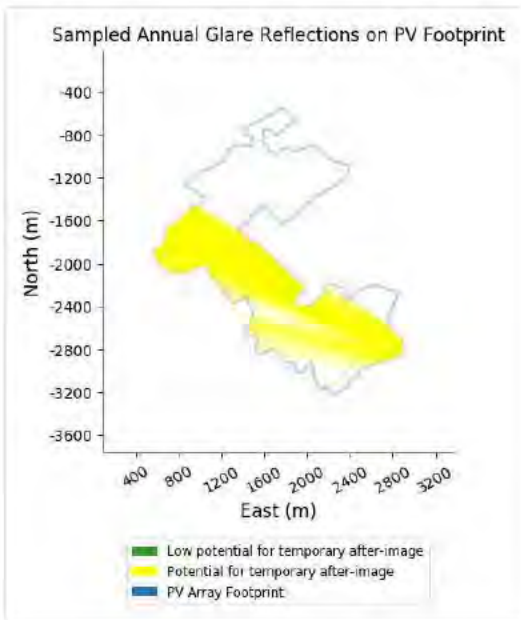 Sampled Annual Glare Reflections on PV Footprint
North (m)
-400
-800
-1200
-1600
-2000
-2400
-2800
-3200
-3600
400
800
1200
1600
2000
2400
2800
3200
East (m)
Low potential for temporary after-image
Potential for temporary after-image
PV Array Footprint